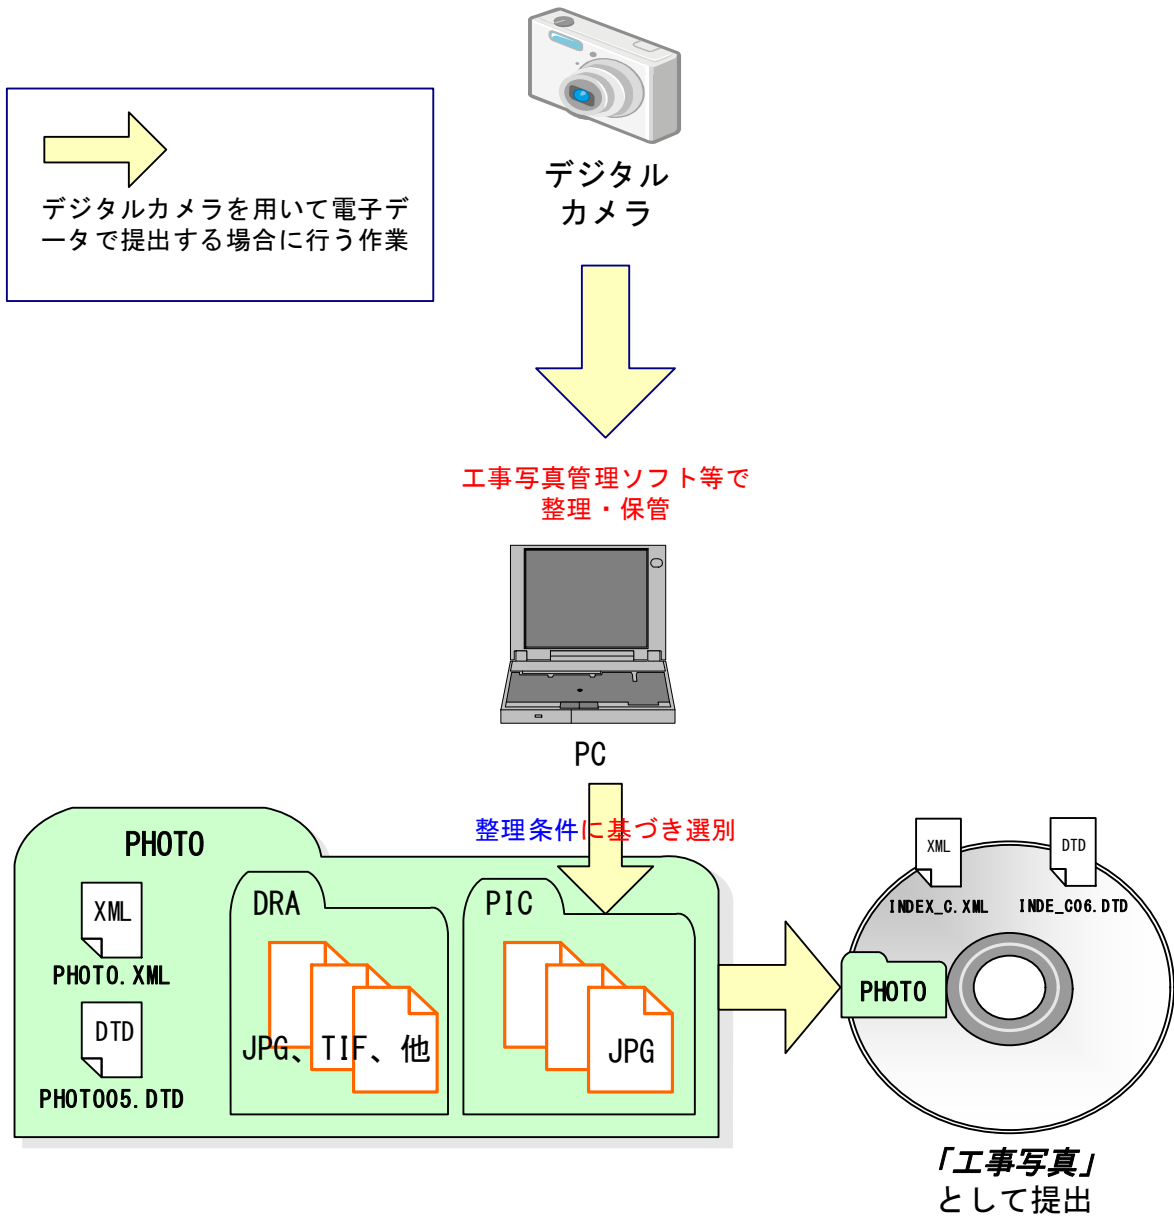 デジタル
カメラ
デジタルカメラを用いて電子デ
ータで提出する場合に行う作業
工事写真管理ソフト等で
整理・保管
PC
整理条件に基づき選別
PHOTO
XML
PHOTO.XML
DTD
PHOTO05.DTD
DRA
JPG、TIF、他
PIC
JPG
XML
INDEX_C.XML
DTD
INDE_C06.DTD
PHOTO
「工事写真」
として提出